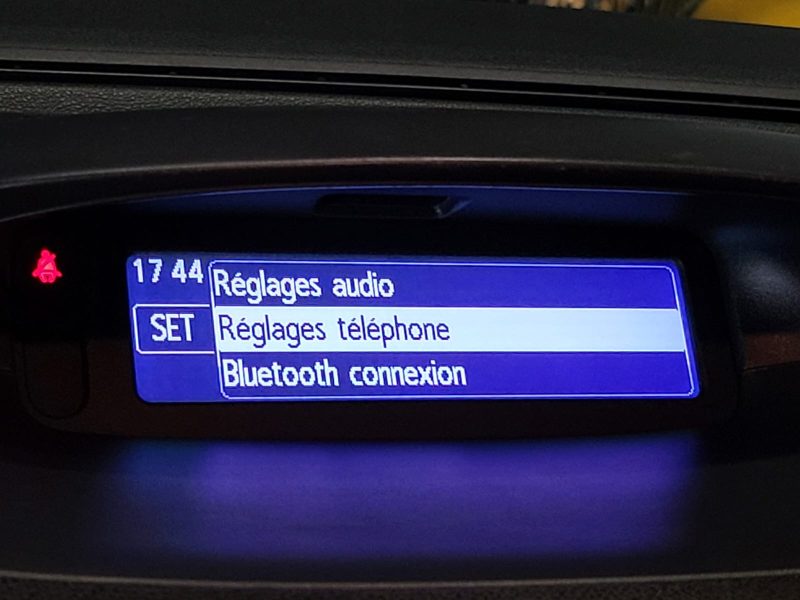 17 44
SET
Réglages audio
Réglages téléphone
Bluetooth connexion